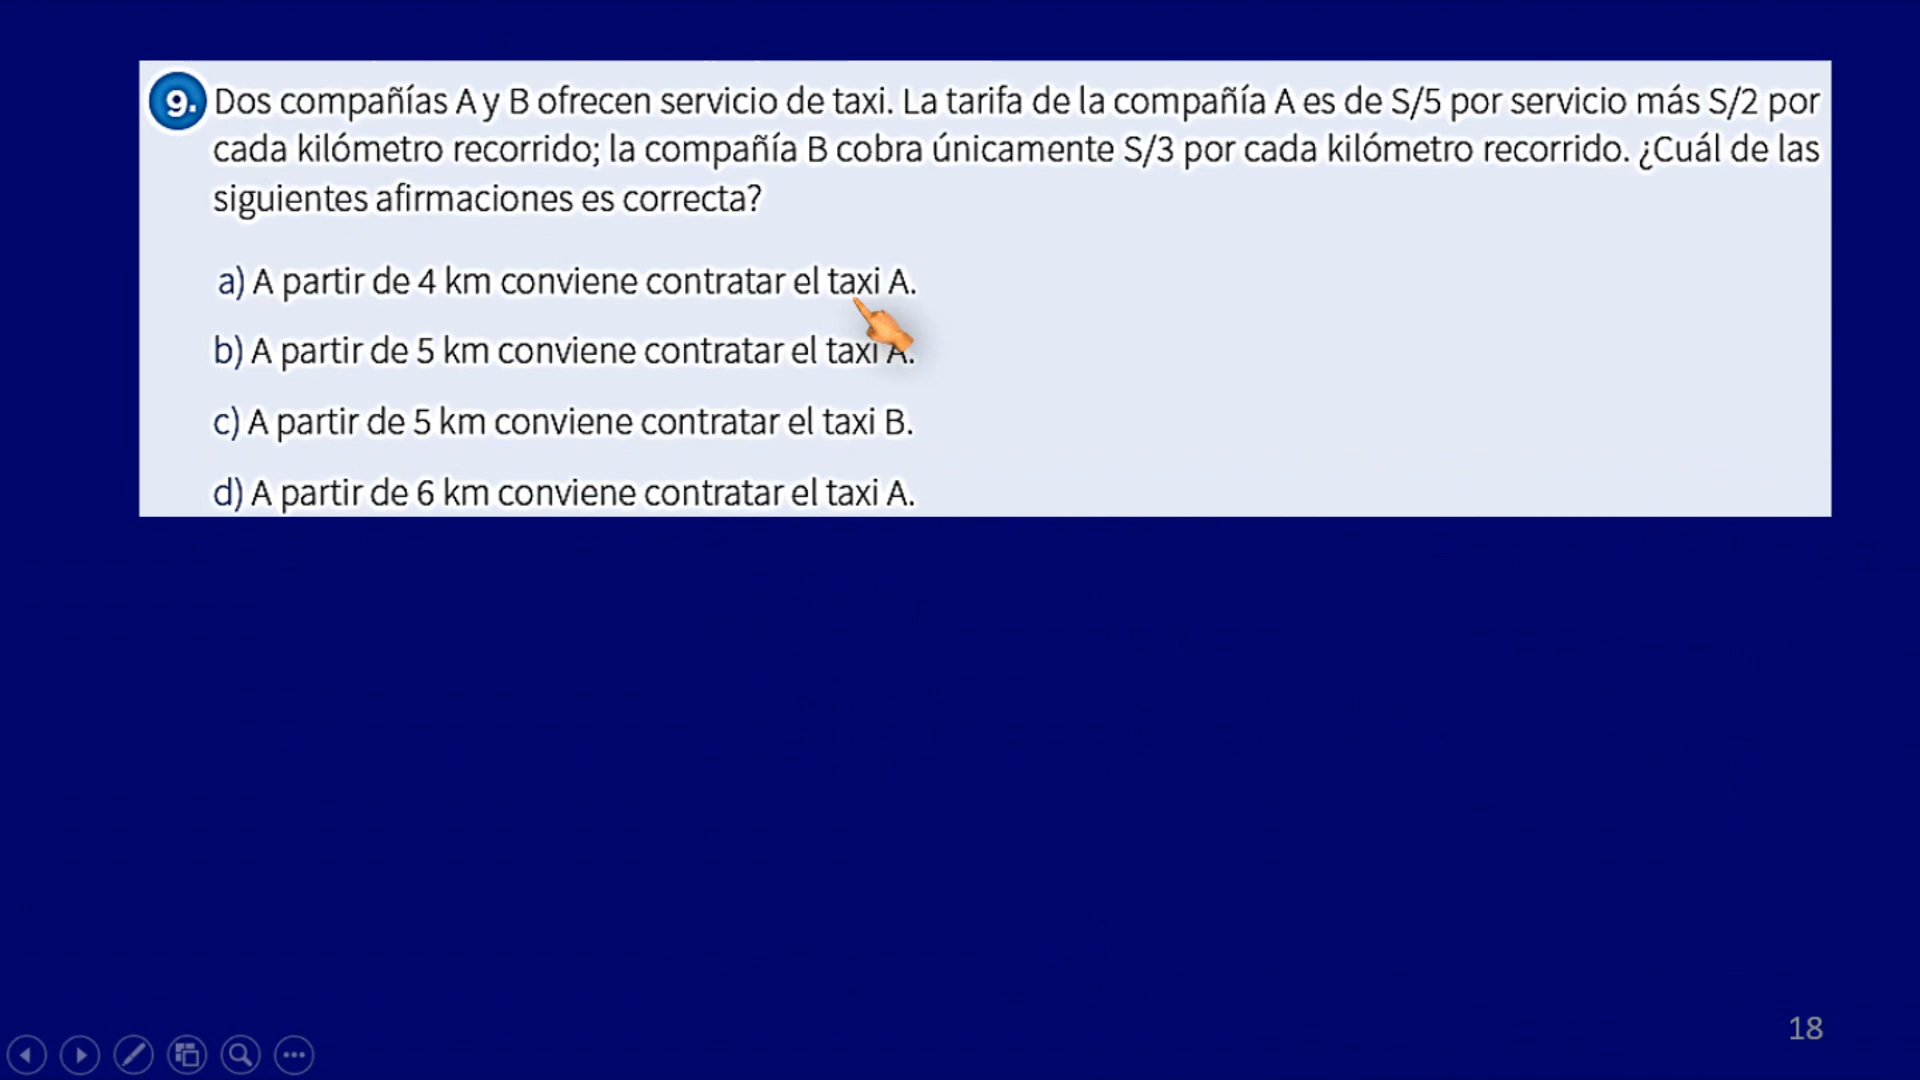 9. Dos compañías A y B ofrecen servicio de taxi. La tarifa de la compañía A es de S/5 por servicio más S/2 por
cada kilómetro recorrido; la compañía B cobra únicamente S/3 por cada kilómetro recorrido. ¿Cuál de las
siguientes afirmaciones es correcta?
a) A partir de 4 km conviene contratar el taxi A.
b) A partir de 5 km conviene contratar el taxi A.
c) A partir de 5 km conviene contratar el taxi B.
d) A partir de 6 km conviene contratar el taxi A.
18